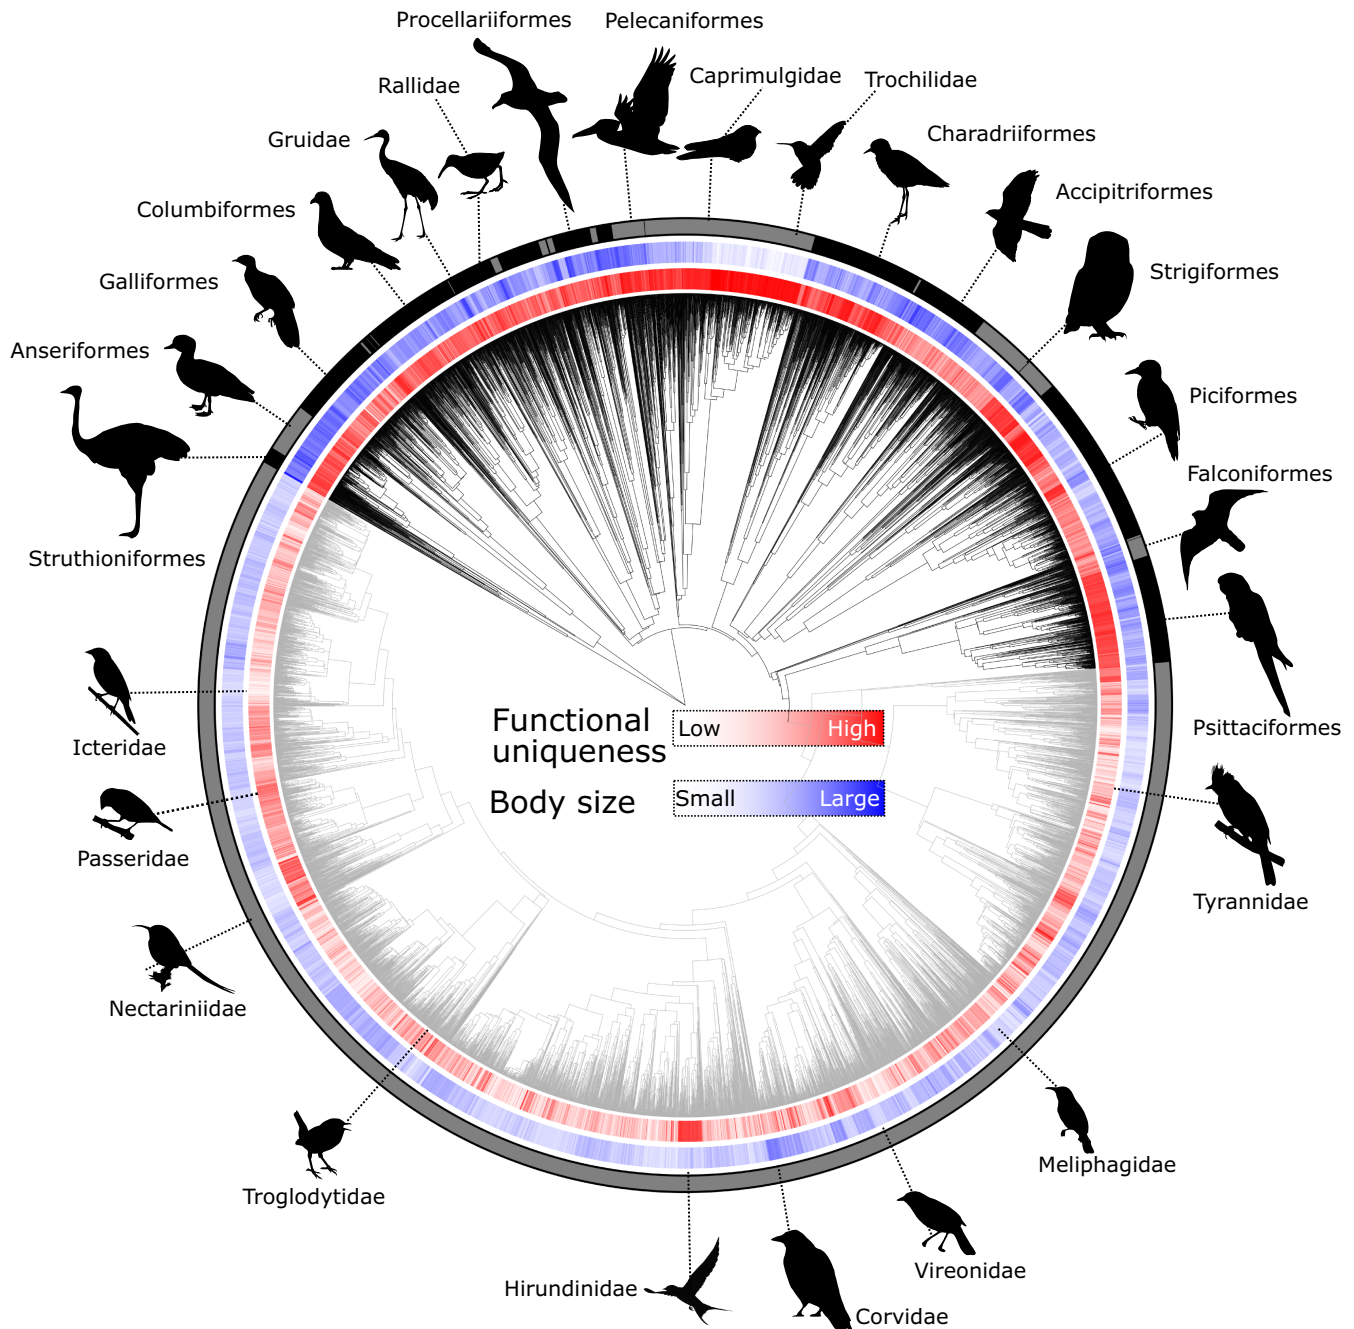 Procellariiformes
Pelecaniformes
Rallidae
Caprimulgidae
Trochilidae
Gruidae
Charadriiformes
Columbiformes
Accipitriformes
Galliformes
Strigiformes
Anseriformes
Piciformes
Falconiformes
Struthioniformes
Psittaciformes
Functional
uniqueness
Low
High
Body size
Small
Large
Icteridae
Passeridae
Tyrannidae
Nectariniidae
Meliphagidae
Troglodytidae
Vireonidae
Hirundinidae
Corvidae